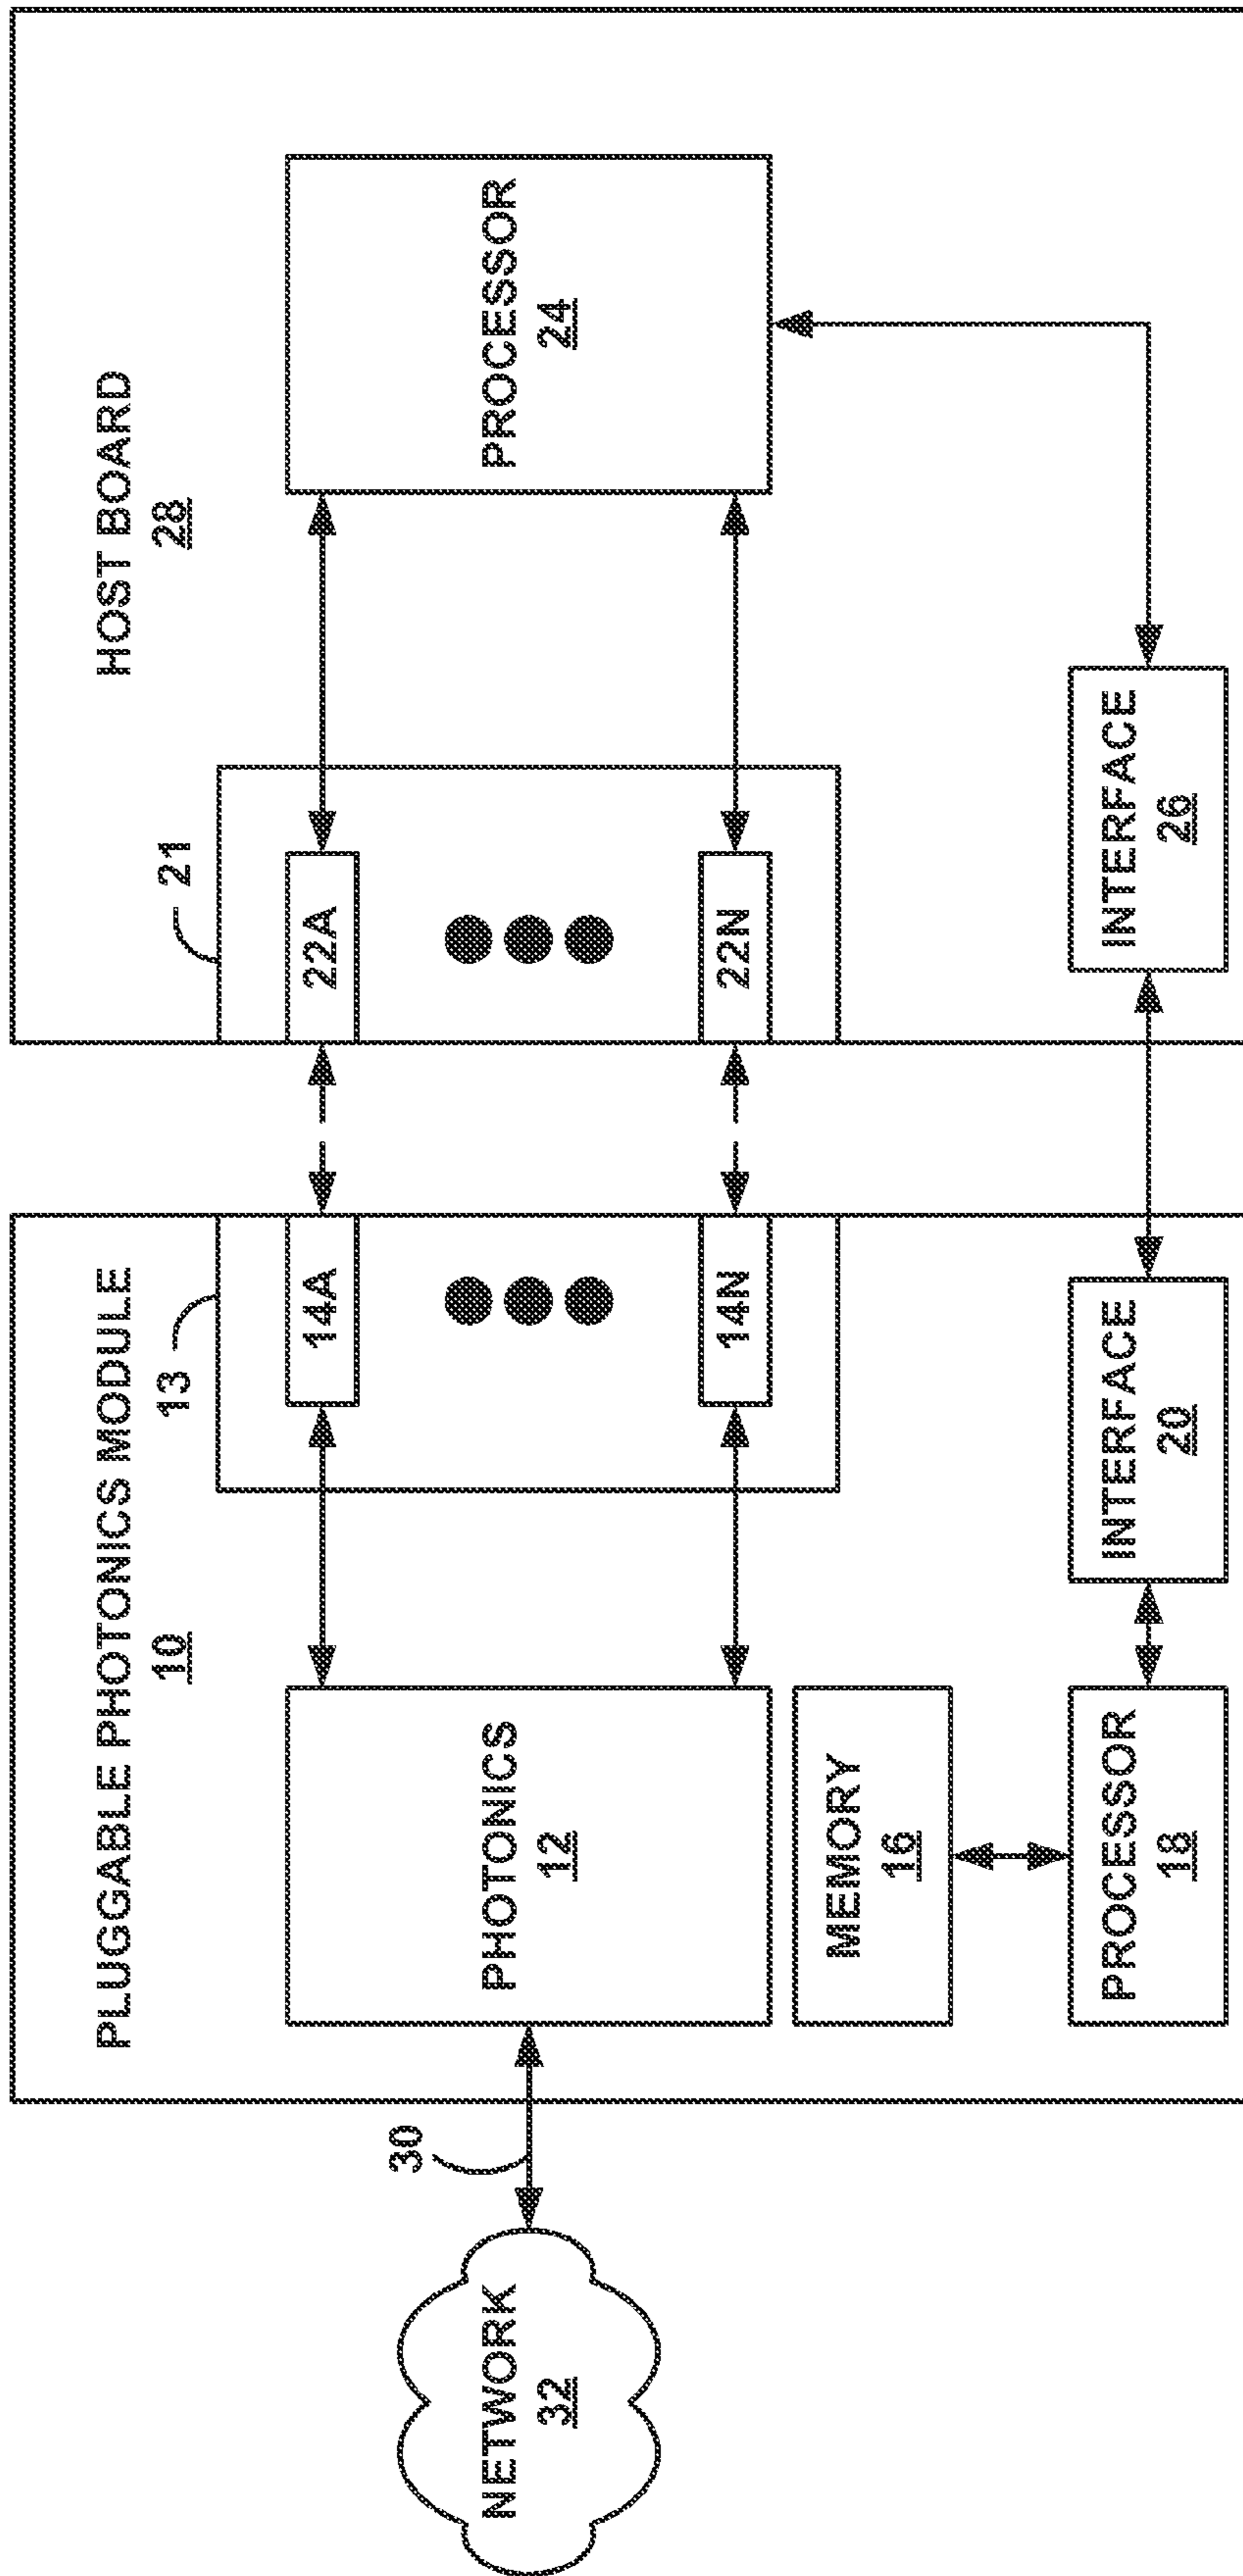 NETWORK
32
30
PLUGGABLE PHOTONICS MODULE
10
PHOTONICS
12
13
14A
14N
MEMORY
16
PROCESSOR
18
INTERFACE
20
HOST BOARD
28
21
22A
22N
PROCESSOR
24
INTERFACE
26